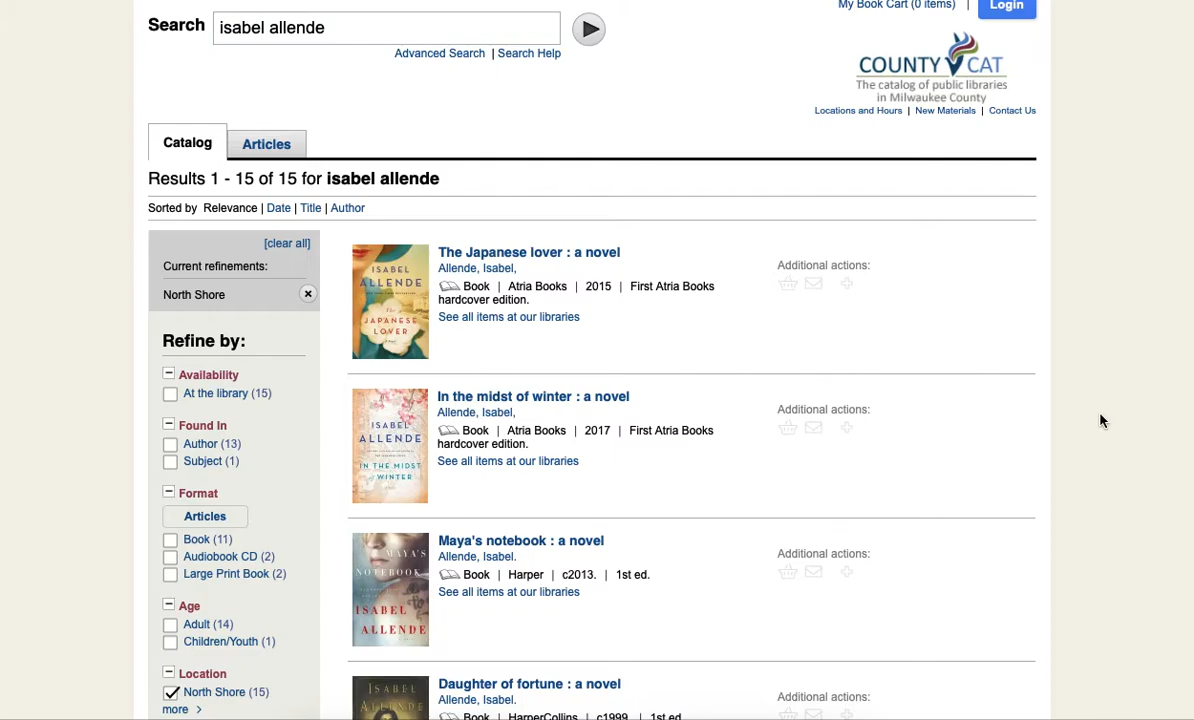 My Book Cart (0 items) | Login
Search isabel allende
Advanced Search | Search Help
COUNTY CAT
The catalog of public libraries
in Milwaukee County
Locations and Hours | New Materials | Contact Us
Catalog Articles
Results 1 - 15 of 15 for isabel allende
Sorted by Relevance | Date | Title | Author
[clear all]
Current refinements:
North Shore
Refine by:
Availability
At the library (15)
Found In
Author (13)
Subject (1)
Format
Articles
Book (11)
Audiobook CD (2)
Large Print Book (2)
Age
Adult (14)
Children/Youth (1)
Location
North Shore (15)
more >
ISABEL
ALLENDE
The
JAPANESE
LOVER
The Japanese lover : a novel
Allende, Isabel,
Book | Atria Books | 2015 | First Atria Books
hardcover edition.
See all items at our libraries
Additional actions:
ISABEL
ALLENDE
IN THE MIDST
OF WINTER
In the midst of winter : a novel
Allende, Isabel,
Book | Atria Books | 2017 | First Atria Books
hardcover edition.
See all items at our libraries
Additional actions:
MAYA'S
NOTEBOOK
ISABEL
ALLENDE
Maya's notebook : a novel
Allende, Isabel.
Book | Harper | c2013. | 1st ed.
See all items at our libraries
Additional actions:
ISABEL
ALLENDE
Daughter of fortune : a novel
Allende, Isabel.
Book | HarperCollins | c1999. | 1st ed.
Additional actions: